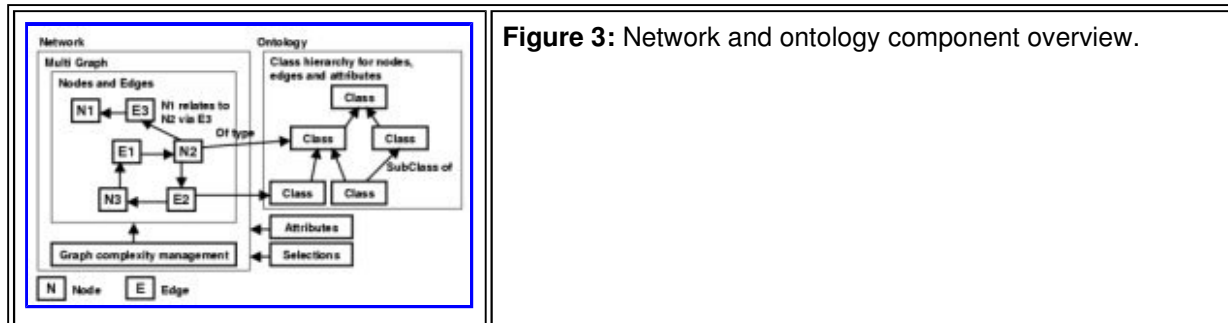 Network
Ontology
Multi Graph
Class hierarchy for nodes,
edges and attributes
Nodes and Edges
Class
N1
E3
N1 relates to
N2 via E3
Of type
Class
Class
E1
N2
SubClass of
N3
E2
Class
Class
Attributes
Graph complexity management
Selections
N Node
E Edge
Figure 3: Network and ontology component overview.